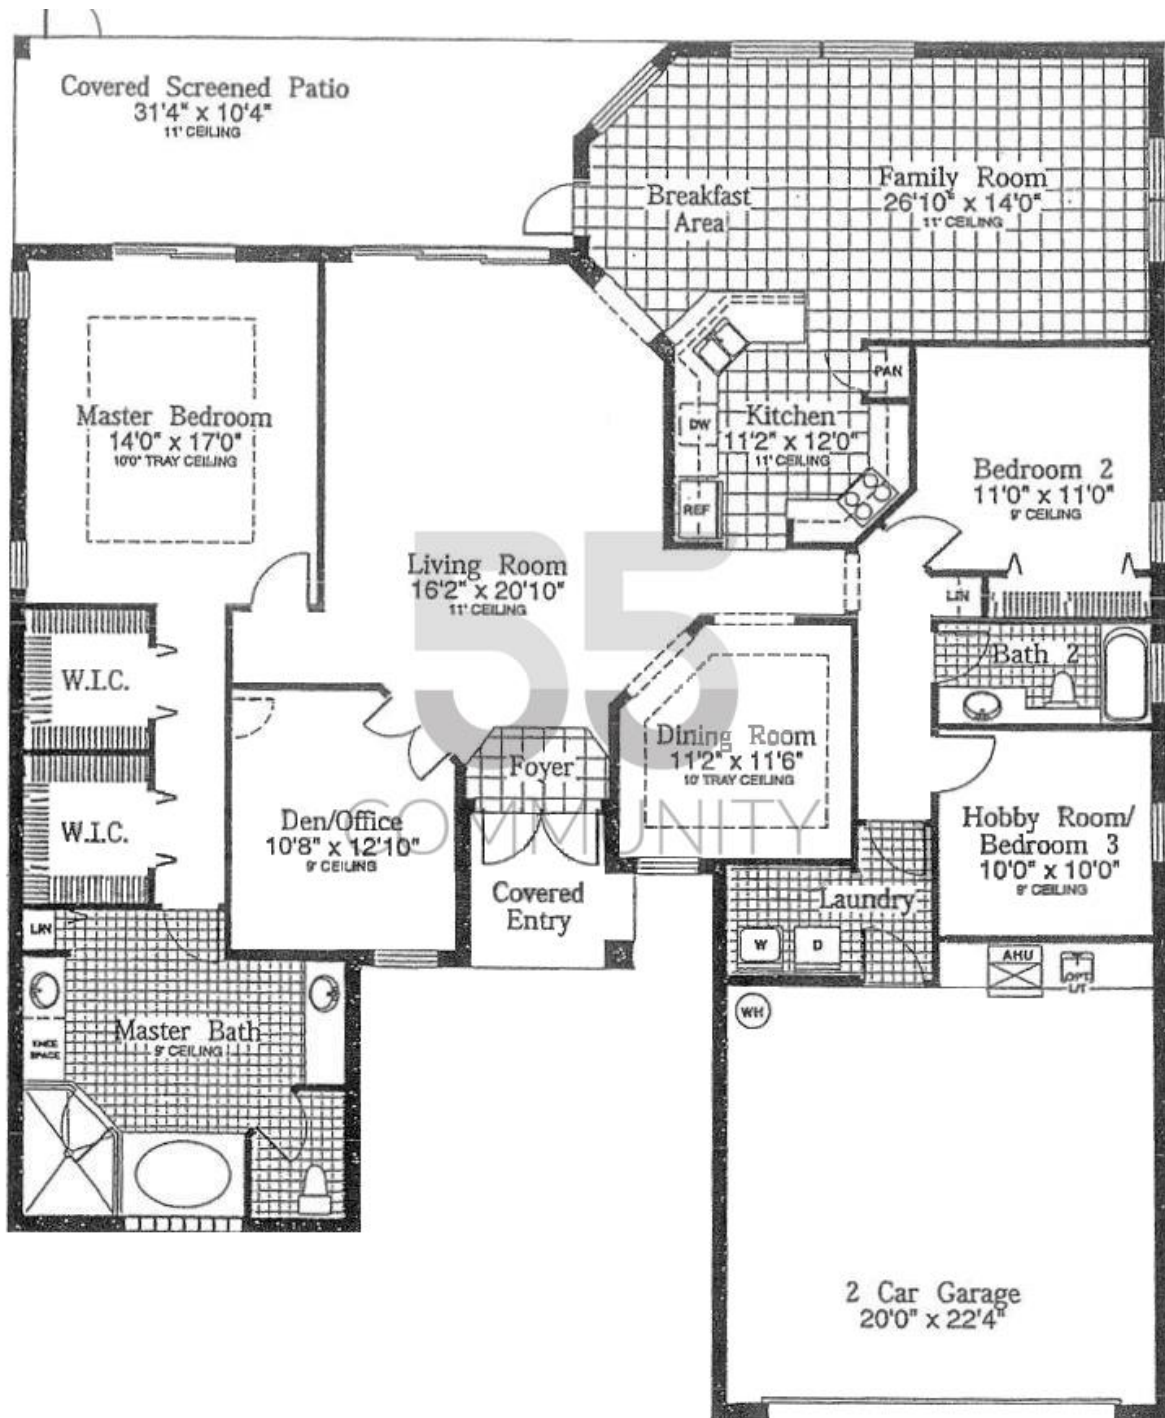 Covered Screened Patio
31'4" x 10'4"
11' CEILING
Breakfast
Area
Family Room
26'10" x 14'0"
11' CEILING
Master Bedroom
14'0" x 17'0"
10'0" TRAY CEILING
PAN
DW
Kitchen
11'2" x 12'0"
11' CEILING
REF
Bedroom 2
11'0" x 11'0"
9' CEILING
Living Room
16'2" x 20'10"
11' CEILING
LIN
Bath 2
W.I.C.
55
COMMUNITY
Dining Room
11'2" x 11'6"
10' TRAY CEILING
Foyer
W.I.C.
Den/Office
10'8" x 12'10"
9' CEILING
Hobby Room/
Bedroom 3
10'0" x 10'0"
9' CEILING
Covered
Entry
Laundry
W
D
LIN
AHU
OPT
L/T
WH
KNEE
SPACE
Master Bath
9' CEILING
2 Car Garage
20'0" x 22'4"